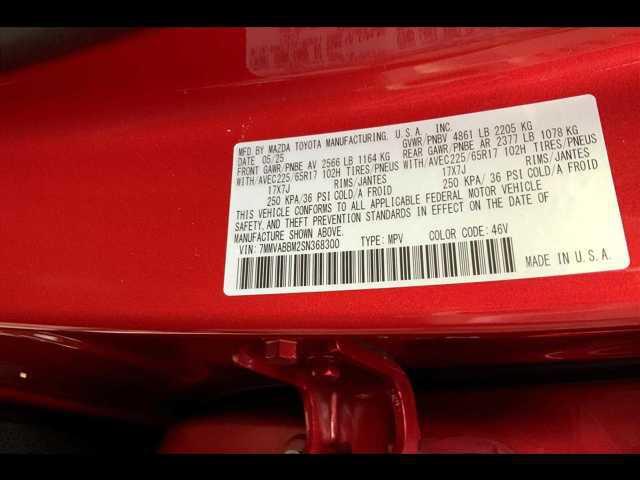 MFD BY MAZDA TOYOTA MANUFACTURING, U.S.A. INC.
DATE 05/25 GVWR/PNBV 4861 LB 2205 KG
FRONT GAWR/PNBE AV 2566 LB 1164 KG REAR GAWR/PNBE AR 2377 LB 1078 KG
WITH/AVEC225/65R17 102H TIRES/PNEUS WITH/AVEC225/65R17 102H TIRES/PNEUS
17X7J RIMS/JANTES 17X7J RIMS/JANTES
250 KPA/36 PSI COLD/A FROID 250 KPA/36 PSI COLD/A FROID
THIS VEHICLE CONFORMS TO ALL APPLICABLE FEDERAL MOTOR VEHICLE
SAFETY, AND THEFT PREVENTION STANDARDS IN EFFECT ON THE DATE OF
MANUFACTURE SHOWN ABOVE.
VIN: 7MMVABBM2SN368300 TYPE: MPV COLOR CODE: 46V
MADE IN U.S.A.